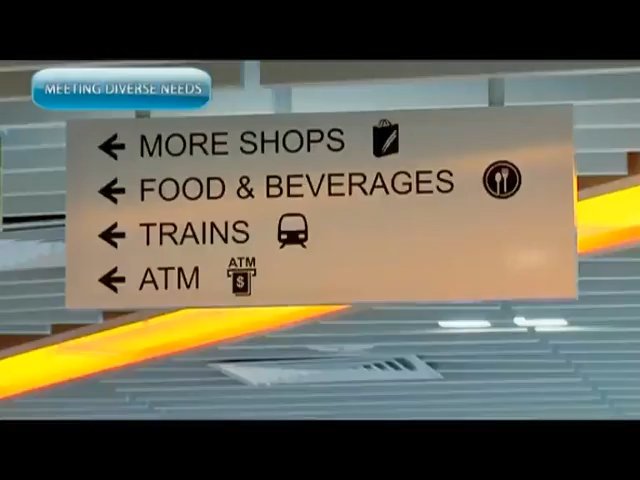 MEETING DIVERSE NEEDS
MORE SHOPS
FOOD & BEVERAGES
TRAINS
ATM ATM
$